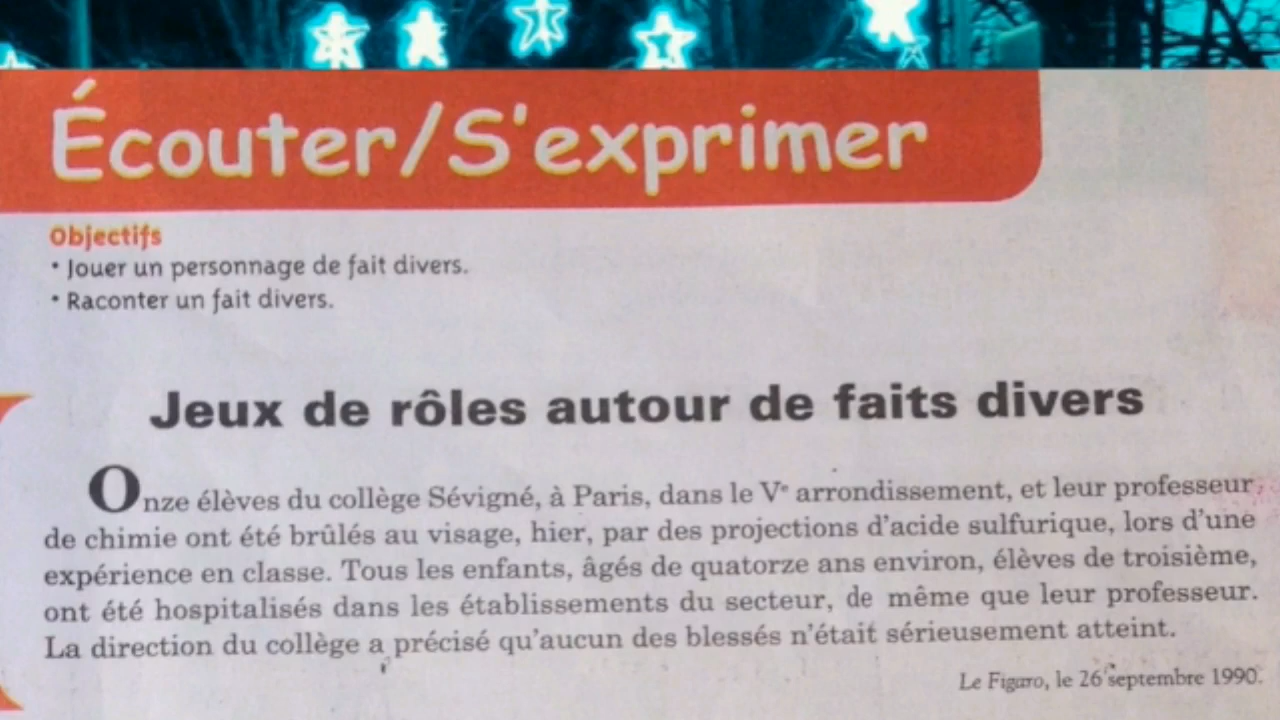 Écouter/S'exprimer
Objectifs
• Jouer un personnage de fait divers.
• Raconter un fait divers.
Jeux de rôles autour de faits divers
Onze élèves du collège Sévigné, à Paris, dans le Ve arrondissement, et leur professeur
de chimie ont été brûlés au visage, hier, par des projections d'acide sulfurique, lors d'une
expérience en classe. Tous les enfants, âgés de quatorze ans environ, élèves de troisième,
ont été hospitalisés dans les établissements du secteur, de même que leur professeur.
La direction du collège a précisé qu'aucun des blessés n'était sérieusement atteint.
Le Figaro, le 26 septembre 1990.